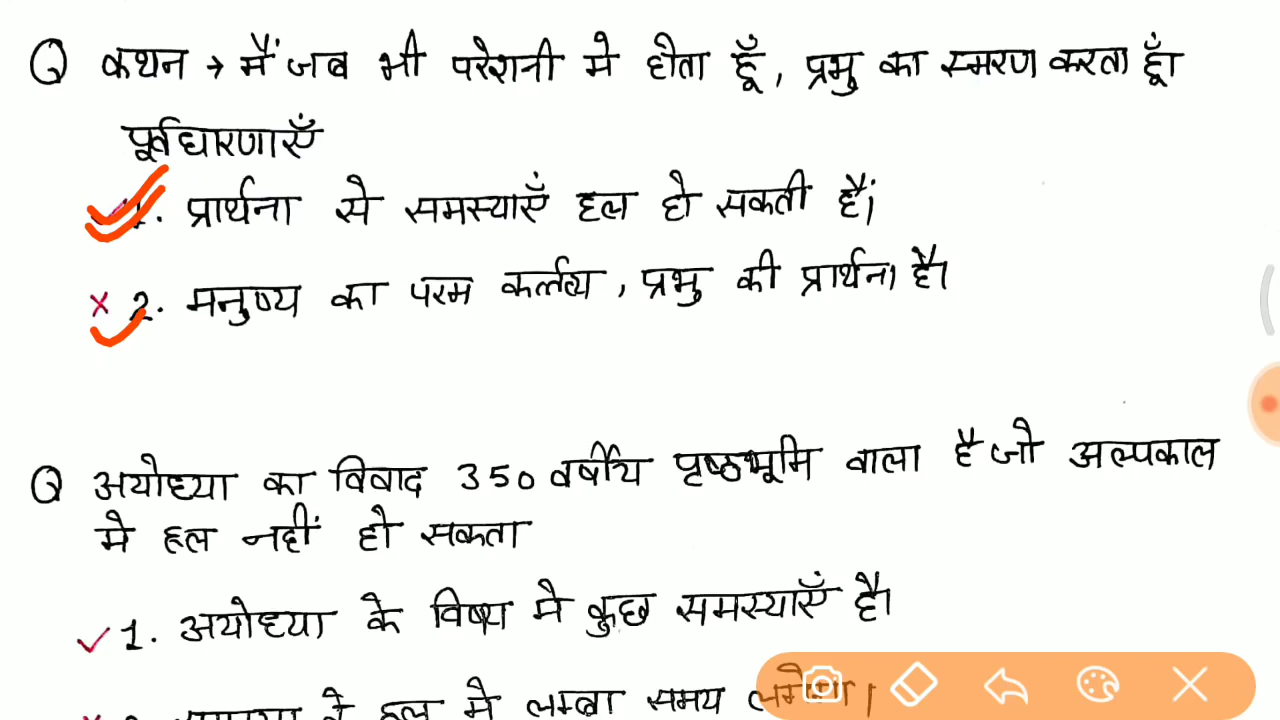 Q कथन → मैं जब भी परेशानी मे होता हूँ, प्रभु का स्मरण करता हूँ।
पूर्वधारणाएँ
1. प्रार्थना से समस्याएँ हल हो सकती हैं।
× 2. मनुष्य का परम कर्त्तव्य, प्रभु की प्रार्थना है।
Q अयोध्या का विवाद 350 वर्षीय पृष्ठभूमि वाला है जो अल्पकाल
मे हल नहीं हो सकता
✓ 1. अयोध्या के विषय मे कुछ समस्याएँ है।
हल मे लम्बा समय